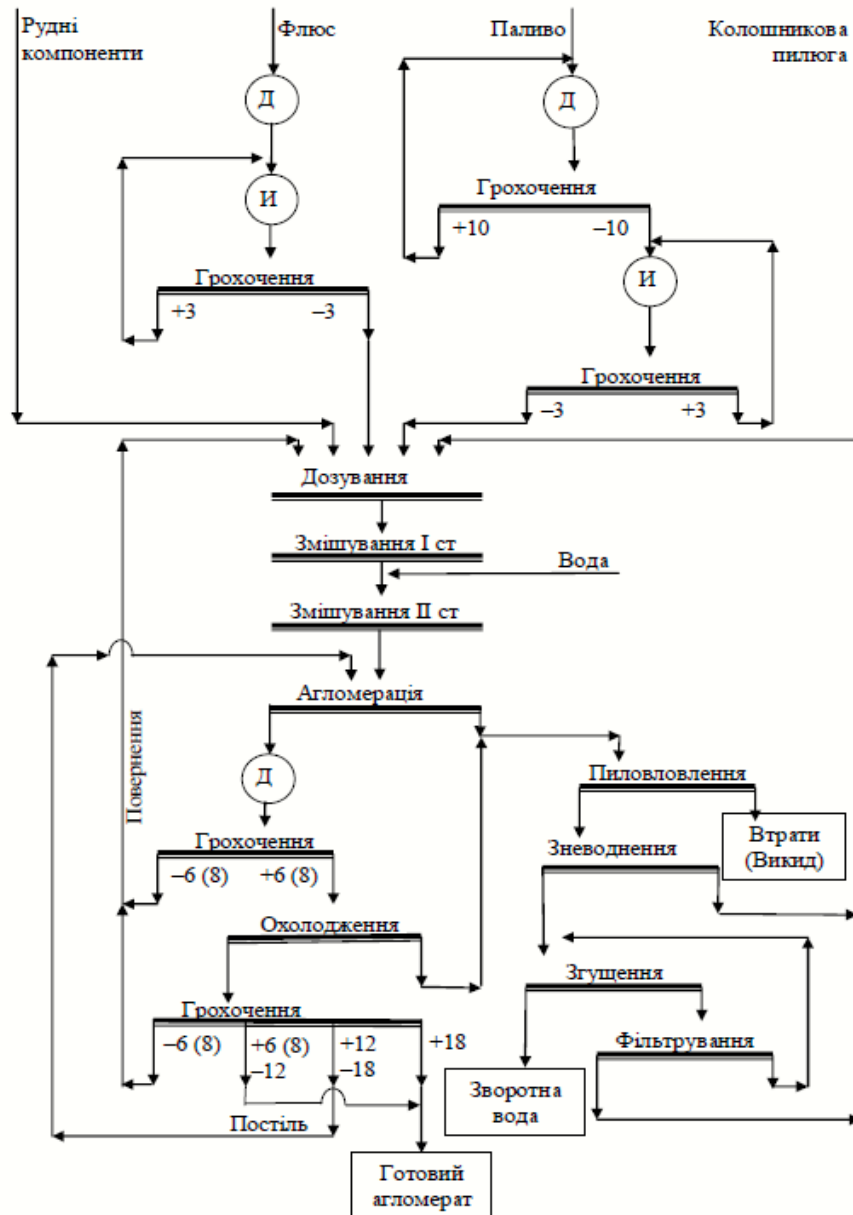 Рудні
компоненти
Флюс
Паливо
Колошникова
пилюга
Д
Д
И
Грохочення
+10
–10
И
Грохочення
+3
–3
Грохочення
–3
+3
Дозування
Змішування І ст
Вода
Змішування ІІ ст
Агломерація
Повернення
Д
Пиловловлення
Втрати
(Викид)
Грохочення
–6 (8)
+6 (8)
Зневоднення
Охолодження
Згущення
Грохочення
–6 (8)
+6 (8)
–12
+12
–18
+18
Фільтрування
Зворотна
вода
Постіль
Готовий
агломерат